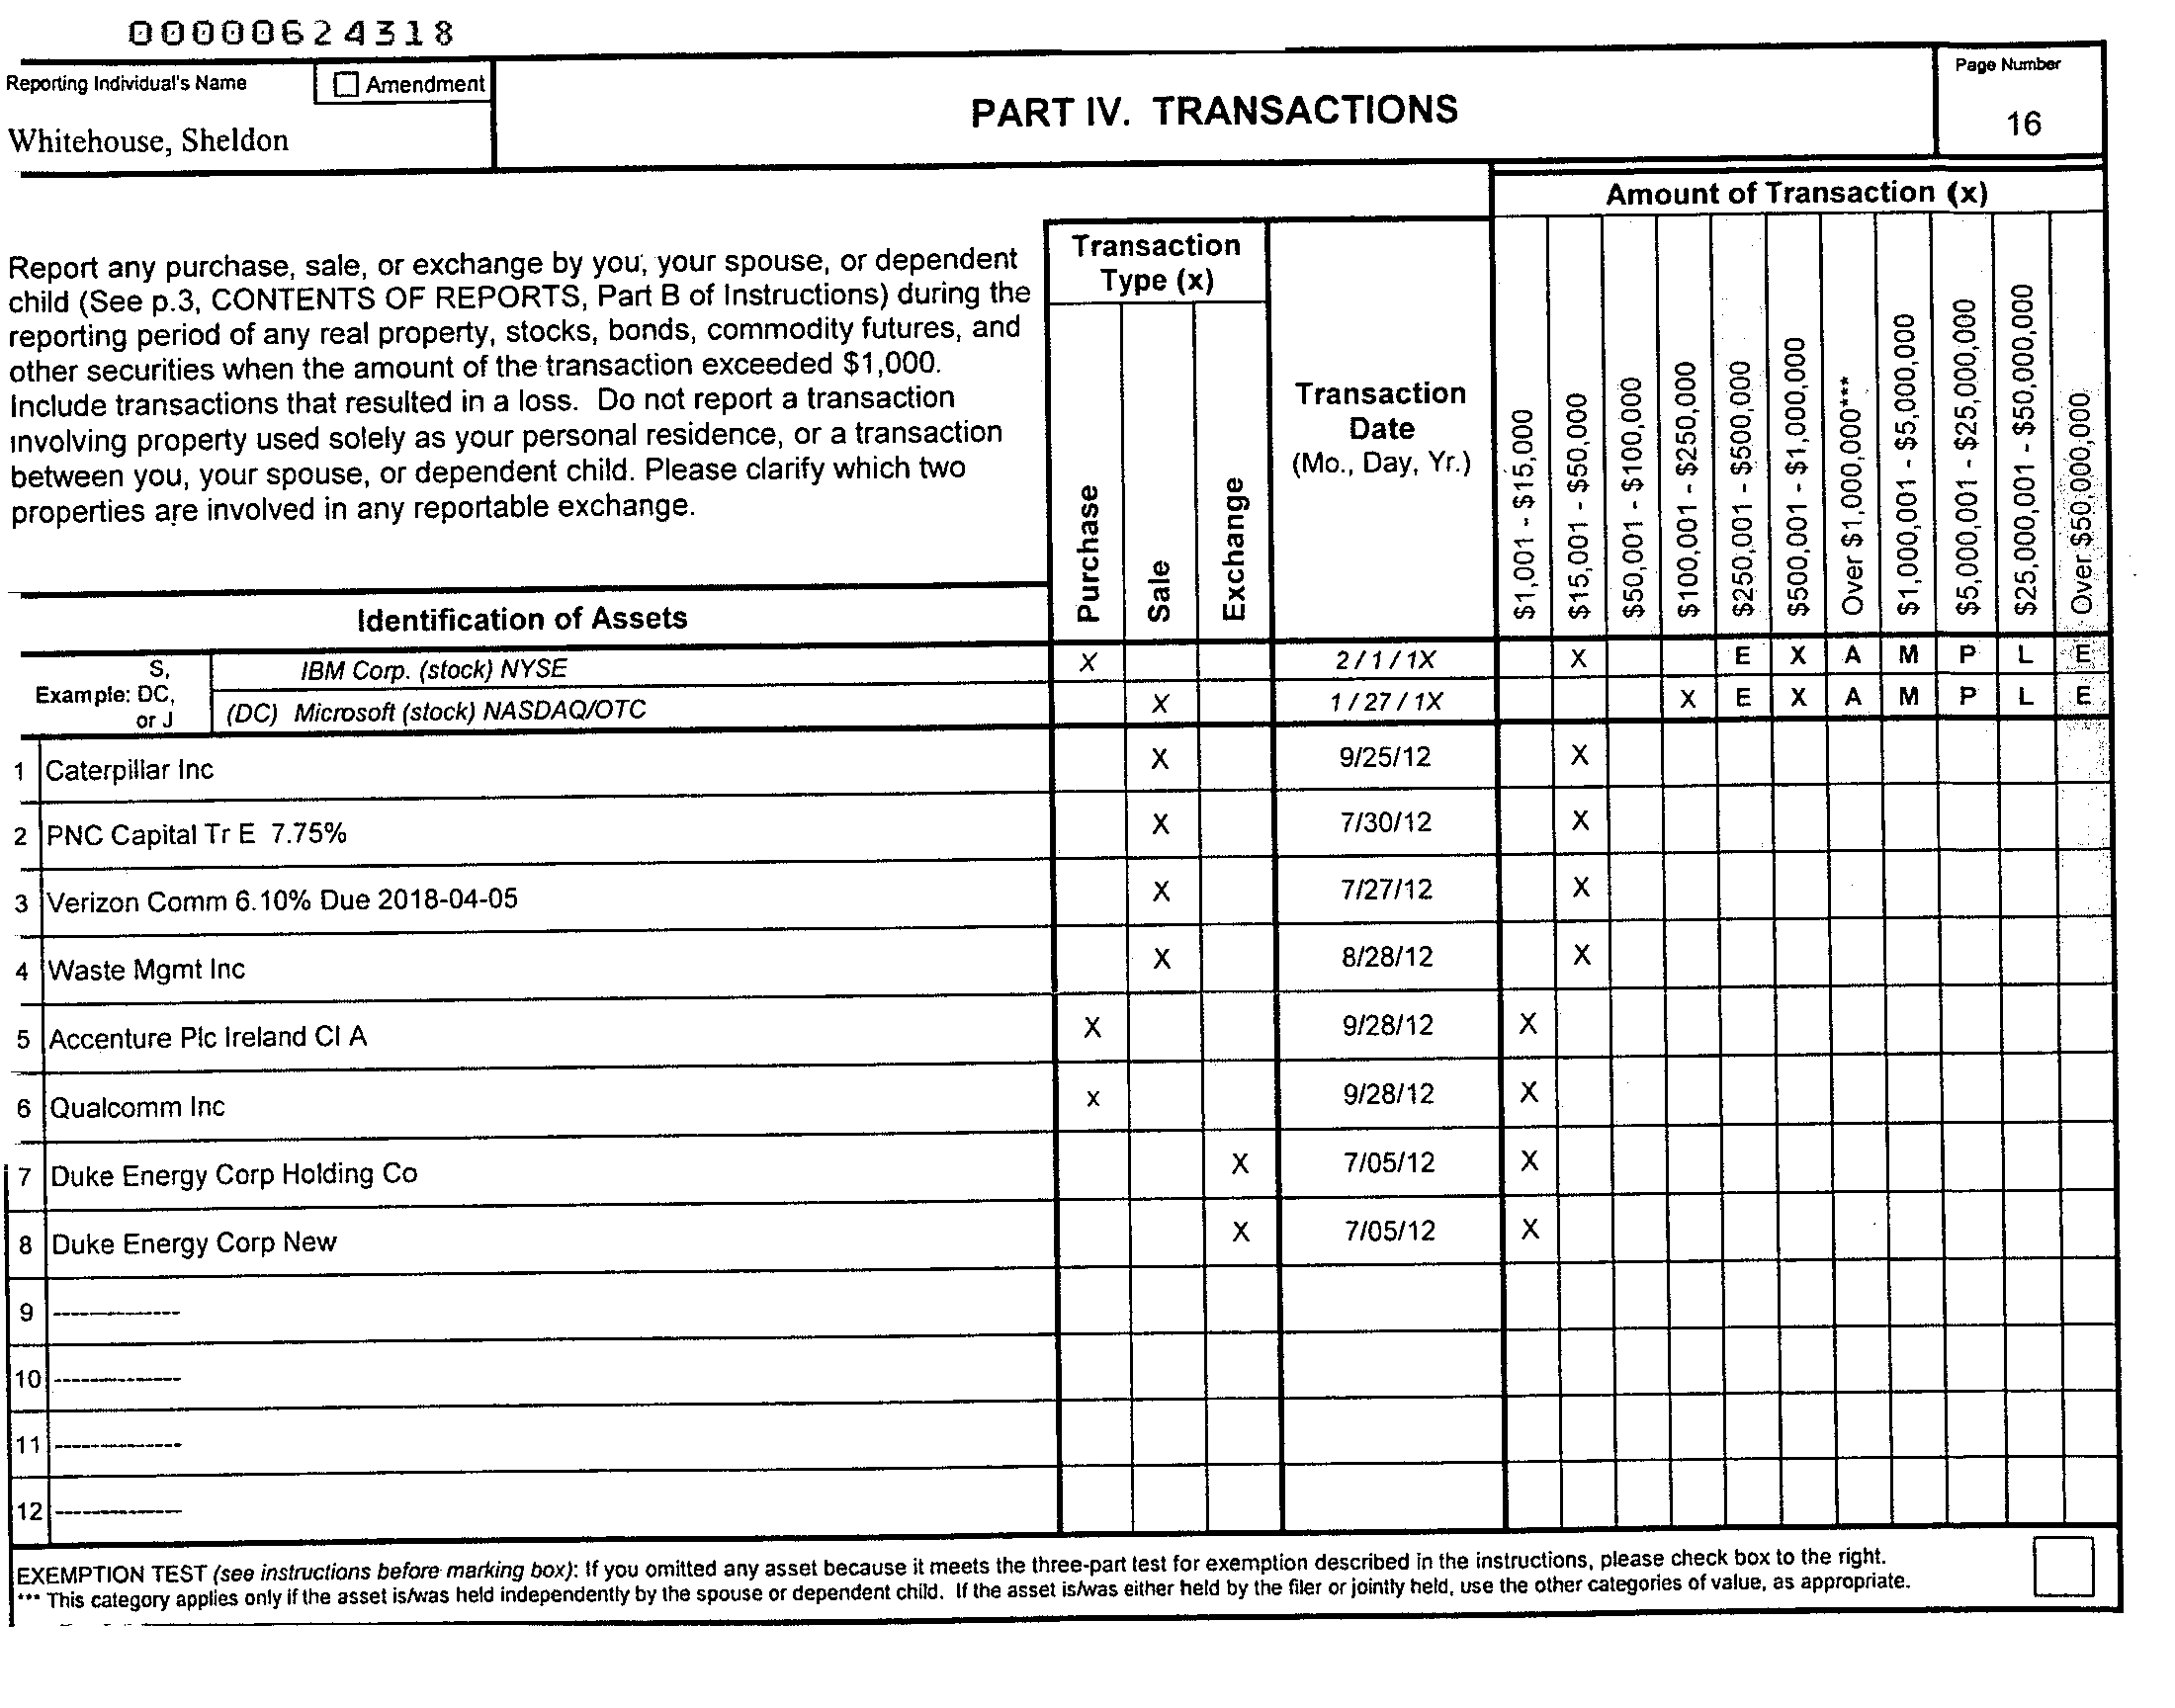 00000624318
Reporting Individual's Name
Amendment
Whitehouse, Sheldon
PART IV. TRANSACTIONS
Page Number
16
Report any purchase, sale, or exchange by you, your spouse, or dependent
child (See p.3, CONTENTS OF REPORTS, Part B of Instructions) during the
reporting period of any real property, stocks, bonds, commodity futures, and
other securities when the amount of the transaction exceeded $1,000.
Include transactions that resulted in a loss. Do not report a transaction
involving property used solely as your personal residence, or a transaction
between you, your spouse, or dependent child. Please clarify which two
properties are involved in any reportable exchange.
Identification of Assets
Transaction
Type (x)
Purchase
Sale
Exchange
Transaction
Date
(Mo., Day, Yr.)
Amount of Transaction (x)
$1,001 - $15,000
$15,001 - $50,000
$50,001 - $100,000
$100,001 - $250,000
$250,001 - $500,000
$500,001 - $1,000,000
Over $1,000,000***
$1,000,001 - $5,000,000
$5,000,001 - $25,000,000
$25,000,001 - $50,000,000
Over $50,000,000
Example: S, DC, or J
IBM Corp. (stock) NYSE X 2 / 1 / 1X X E X A M P L E
(DC) Microsoft (stock) NASDAQ/OTC X 1 / 27 / 1X X E X A M P L E
1 Caterpillar Inc X 9/25/12 X
2 PNC Capital Tr E 7.75% X 7/30/12 X
3 Verizon Comm 6.10% Due 2018-04-05 X 7/27/12 X
4 Waste Mgmt Inc X 8/28/12 X
5 Accenture Plc Ireland Cl A X 9/28/12 X
6 Qualcomm Inc x 9/28/12 X
7 Duke Energy Corp Holding Co X 7/05/12 X
8 Duke Energy Corp New X 7/05/12 X
9 --------------
10 --------------
11 --------------
12 --------------
EXEMPTION TEST (see instructions before marking box): If you omitted any asset because it meets the three-part test for exemption described in the instructions, please check box to the right.
*** This category applies only if the asset is/was held independently by the spouse or dependent child. If the asset is/was either held by the filer or jointly held, use the other categories of value, as appropriate.